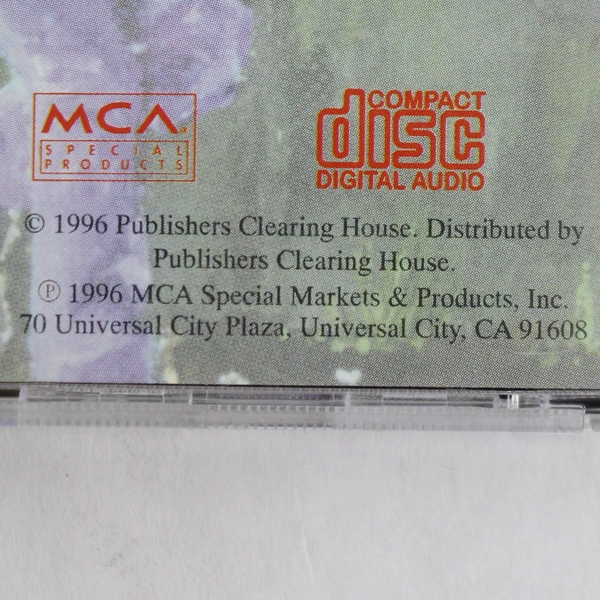 MCA®
SPECIAL
PRODUCTS
COMPACT
disc
DIGITAL AUDIO
© 1996 Publishers Clearing House. Distributed by
Publishers Clearing House.
℗ 1996 MCA Special Markets & Products, Inc.
70 Universal City Plaza, Universal City, CA 91608